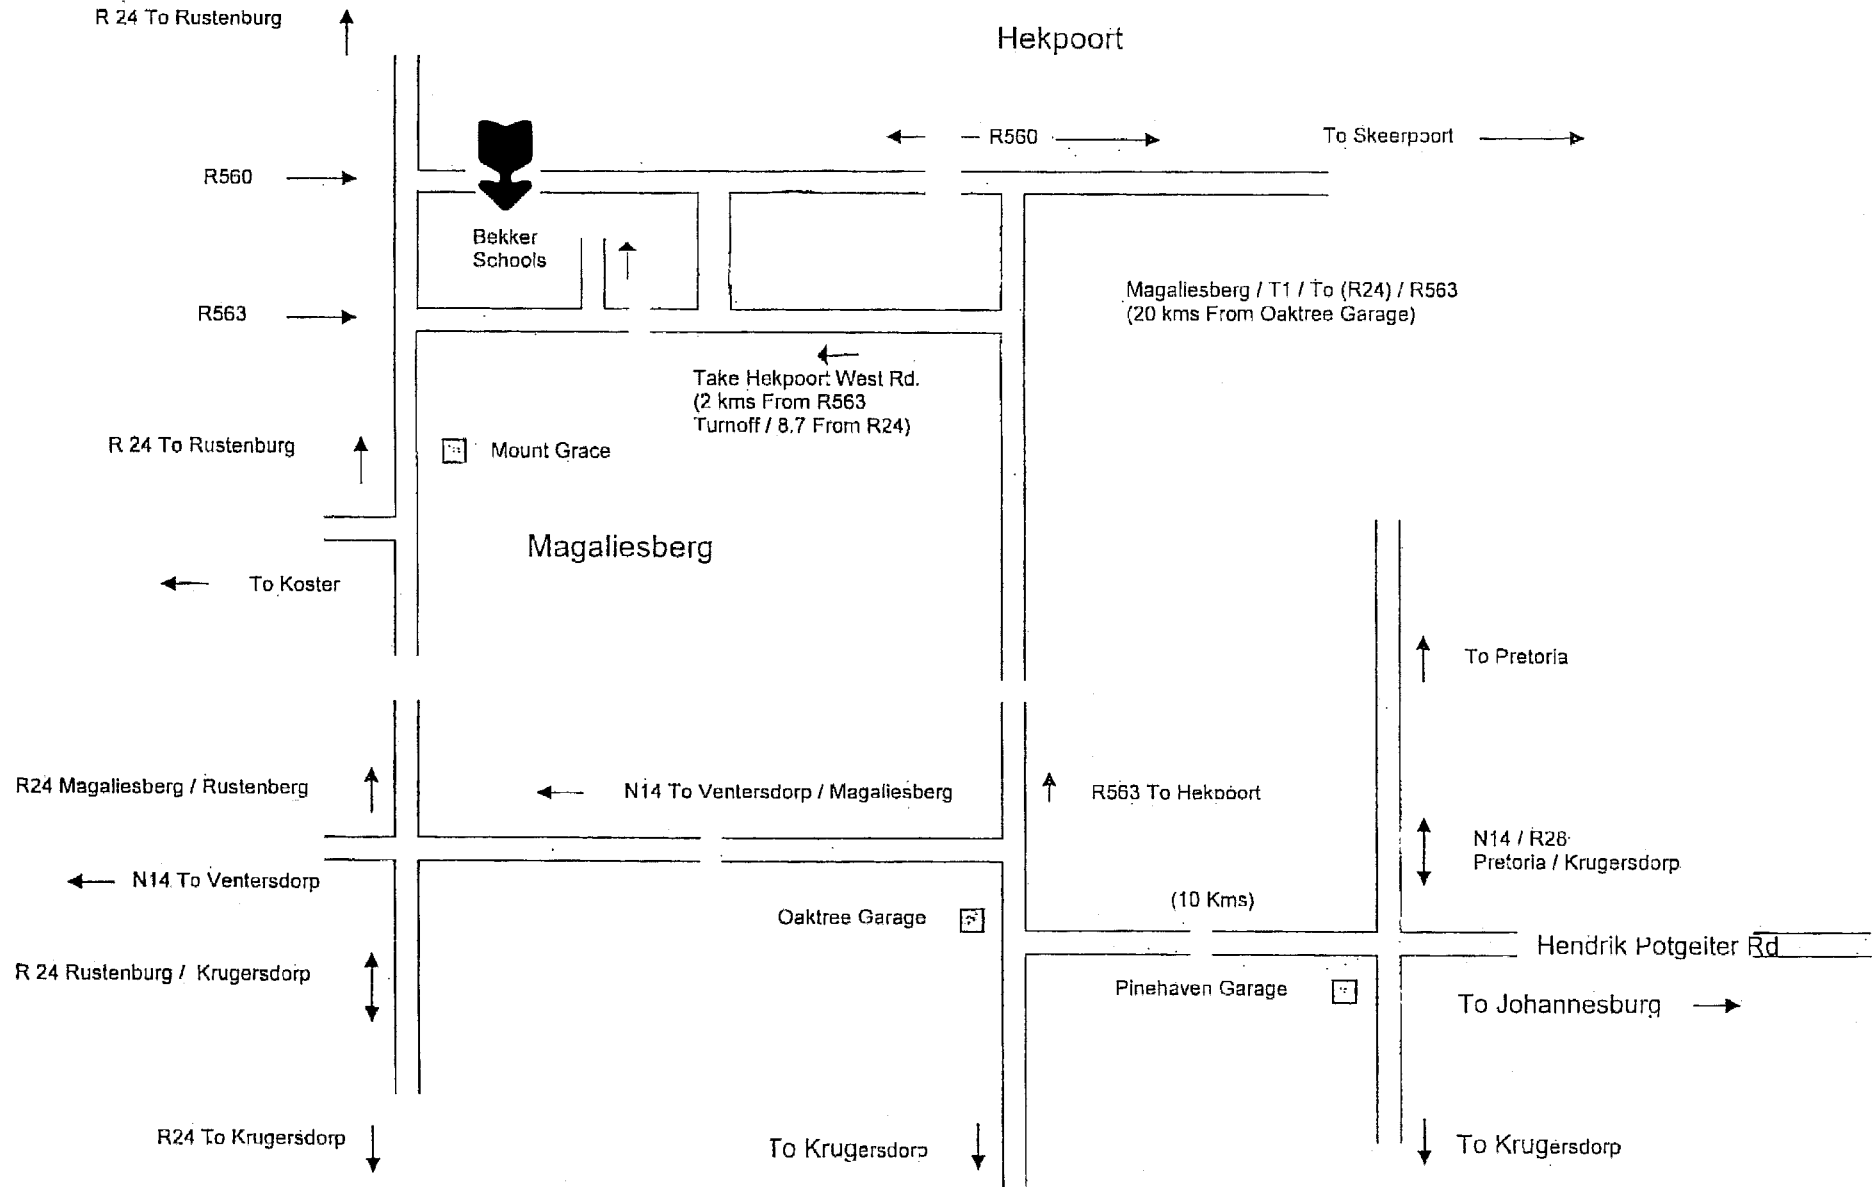 R 24 To Rustenburg
Hekpoort
R560
To Skeerpoort
R560
Bekker
Schools
Magaliesberg / T1 / To (R24) / R563
(20 kms From Oaktree Garage)
R563
Take Hekpoort West Rd.
(2 kms From R563
Turnoff / 8.7 From R24)
R 24 To Rustenburg
Mount Grace
Magaliesberg
To Koster
To Pretoria
R24 Magaliesberg / Rustenberg
N14 To Ventersdorp / Magaliesberg
R563 To Hekpoort
N14 / R28
Pretoria / Krugersdorp
N14 To Ventersdorp
(10 Kms)
Oaktree Garage
Hendrik Potgeiter Rd
R 24 Rustenburg / Krugersdorp
Pinehaven Garage
To Johannesburg
R24 To Krugersdorp
To Krugersdorp
To Krugersdorp